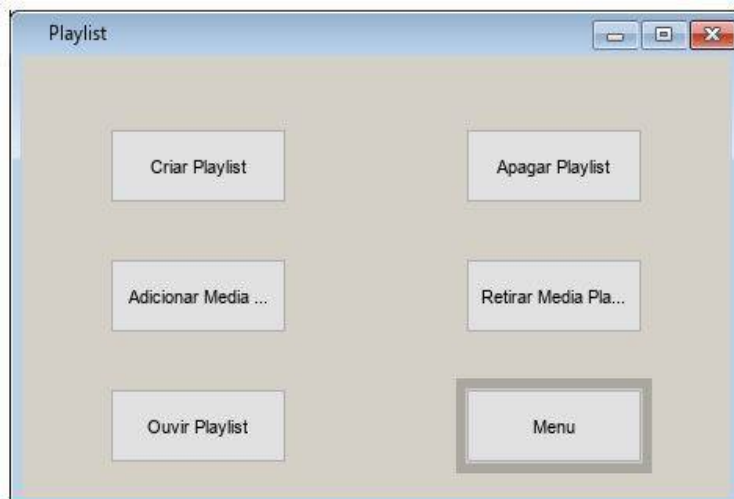 Playlist
Criar Playlist
Apagar Playlist
Adicionar Media ...
Retirar Media Pla...
Ouvir Playlist
Menu